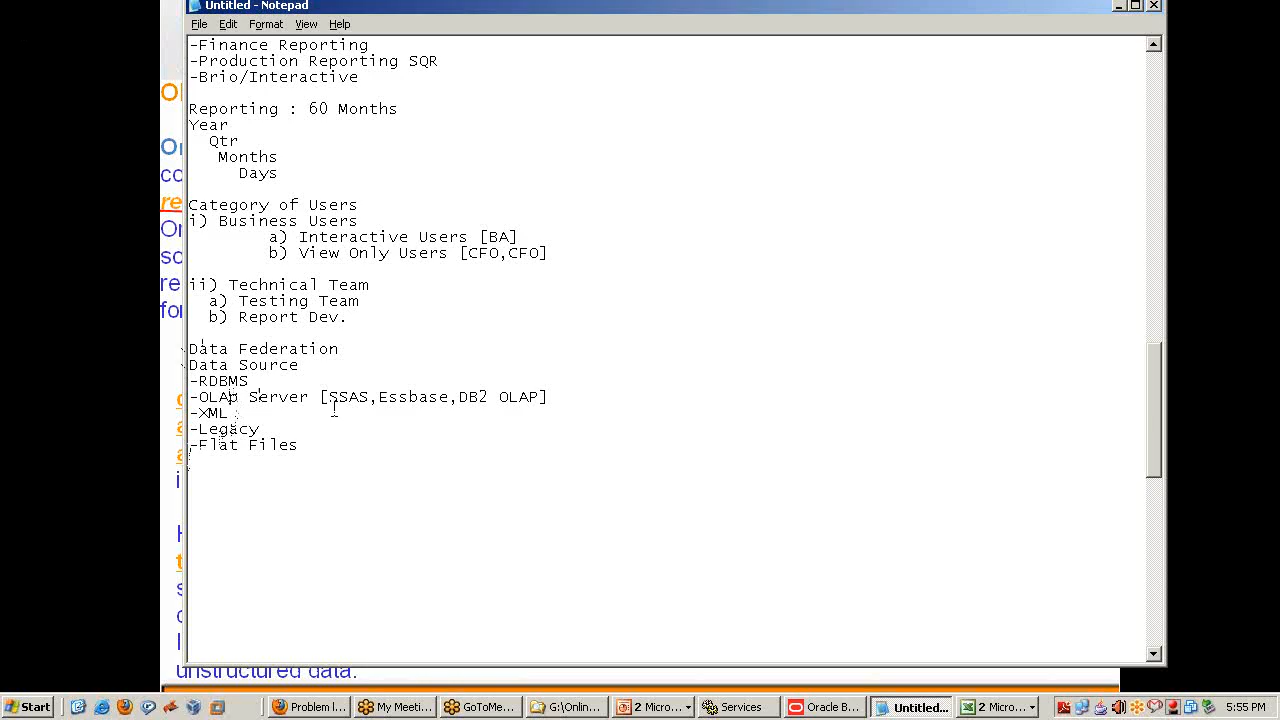 Untitled - Notepad
File Edit Format View Help
-Finance Reporting
-Production Reporting SQR
-Brio/Interactive
Reporting : 60 Months
Year
Qtr
Months
Days
Category of Users
i) Business Users
a) Interactive Users [BA]
b) View Only Users [CFO,CFO]
ii) Technical Team
a) Testing Team
b) Report Dev.
Data Federation
Data Source
-RDBMS
-OLAP Server [SSAS,Essbase,DB2 OLAP]
-XML
-Legacy
-Flat Files
unstructured data.
Start Problem l... My Meeti... GoToMe... G:\Onlin... 2 Micro... Services Oracle B... Untitled... 2 Micro... 5:55 PM